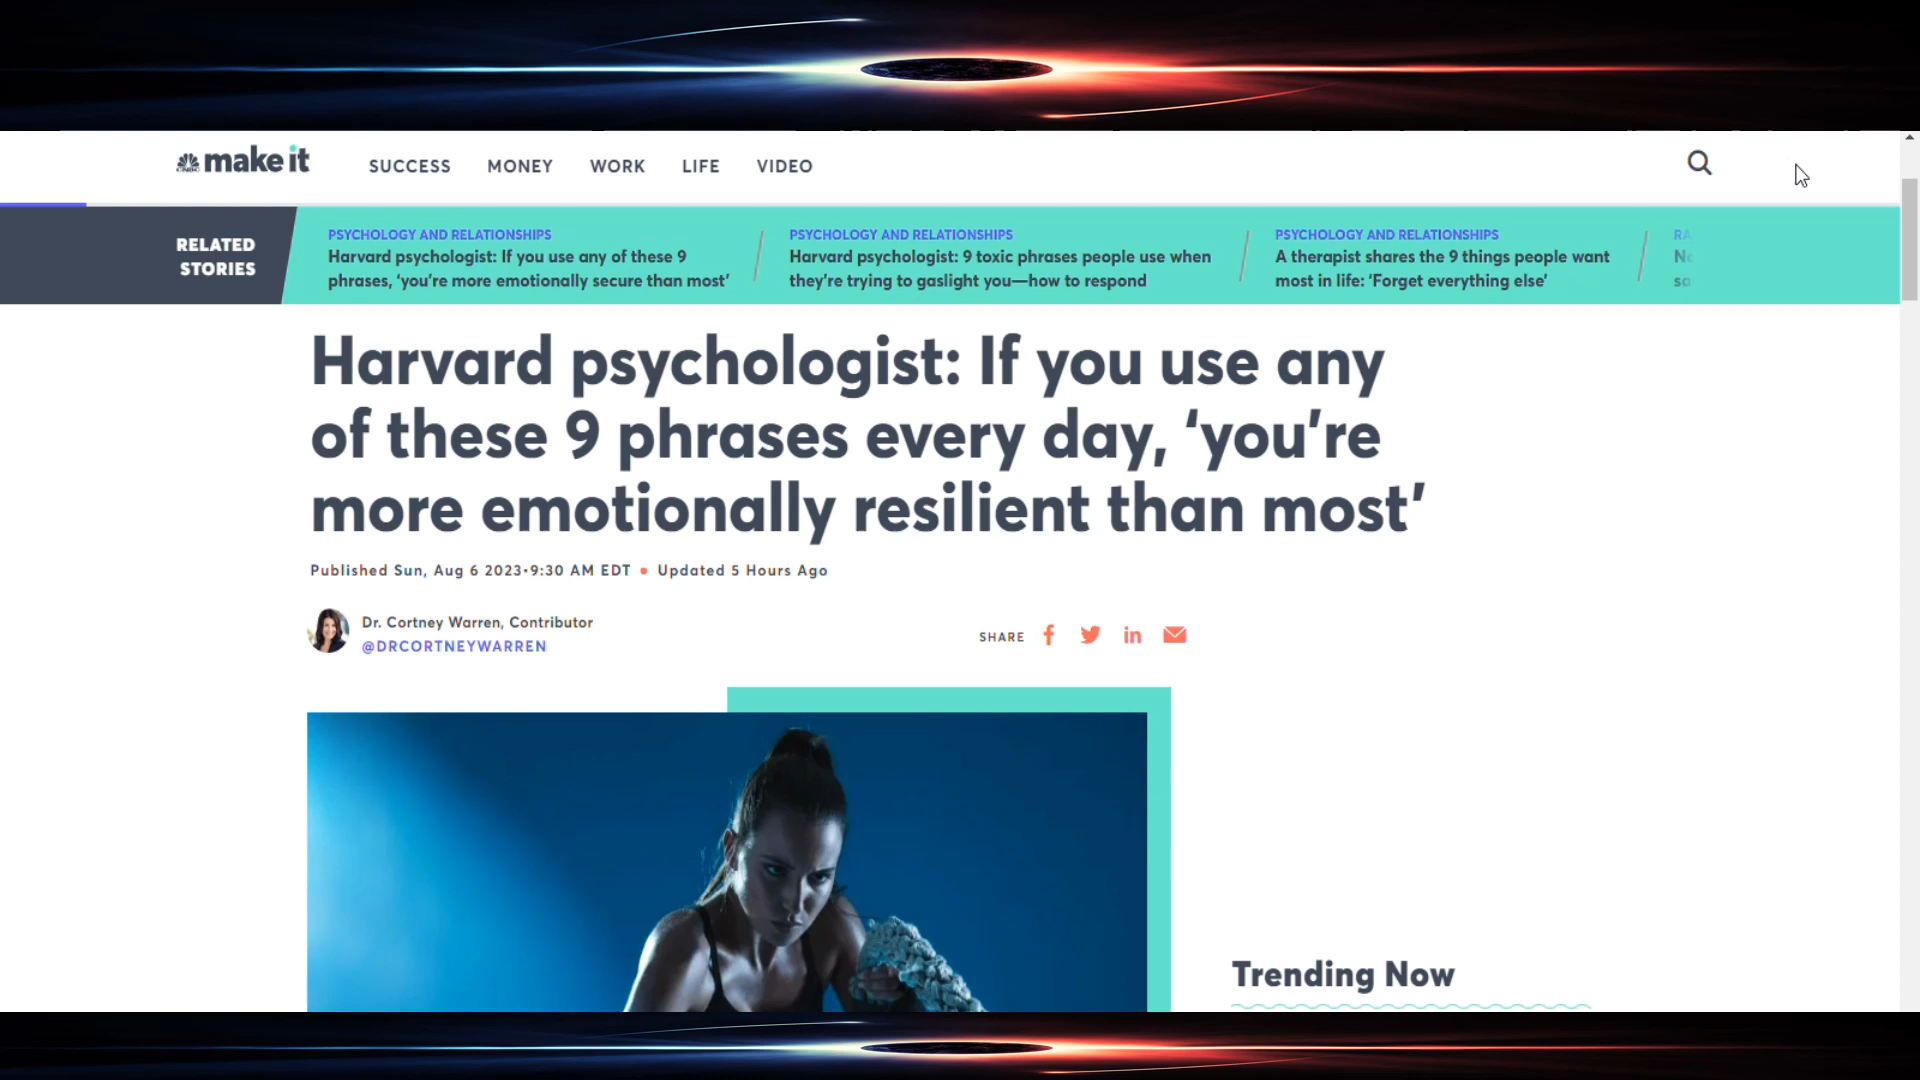 CNBC make it SUCCESS MONEY WORK LIFE VIDEO
RELATED
STORIES
PSYCHOLOGY AND RELATIONSHIPS
Harvard psychologist: If you use any of these 9
phrases, ‘you’re more emotionally secure than most’
PSYCHOLOGY AND RELATIONSHIPS
Harvard psychologist: 9 toxic phrases people use when
they’re trying to gaslight you—how to respond
PSYCHOLOGY AND RELATIONSHIPS
A therapist shares the 9 things people want
most in life: ‘Forget everything else’
Harvard psychologist: If you use any
of these 9 phrases every day, ‘you’re
more emotionally resilient than most’
Published Sun, Aug 6 2023•9:30 AM EDT • Updated 5 Hours Ago
Dr. Cortney Warren, Contributor
@DRCORTNEYWARREN
SHARE
Trending Now